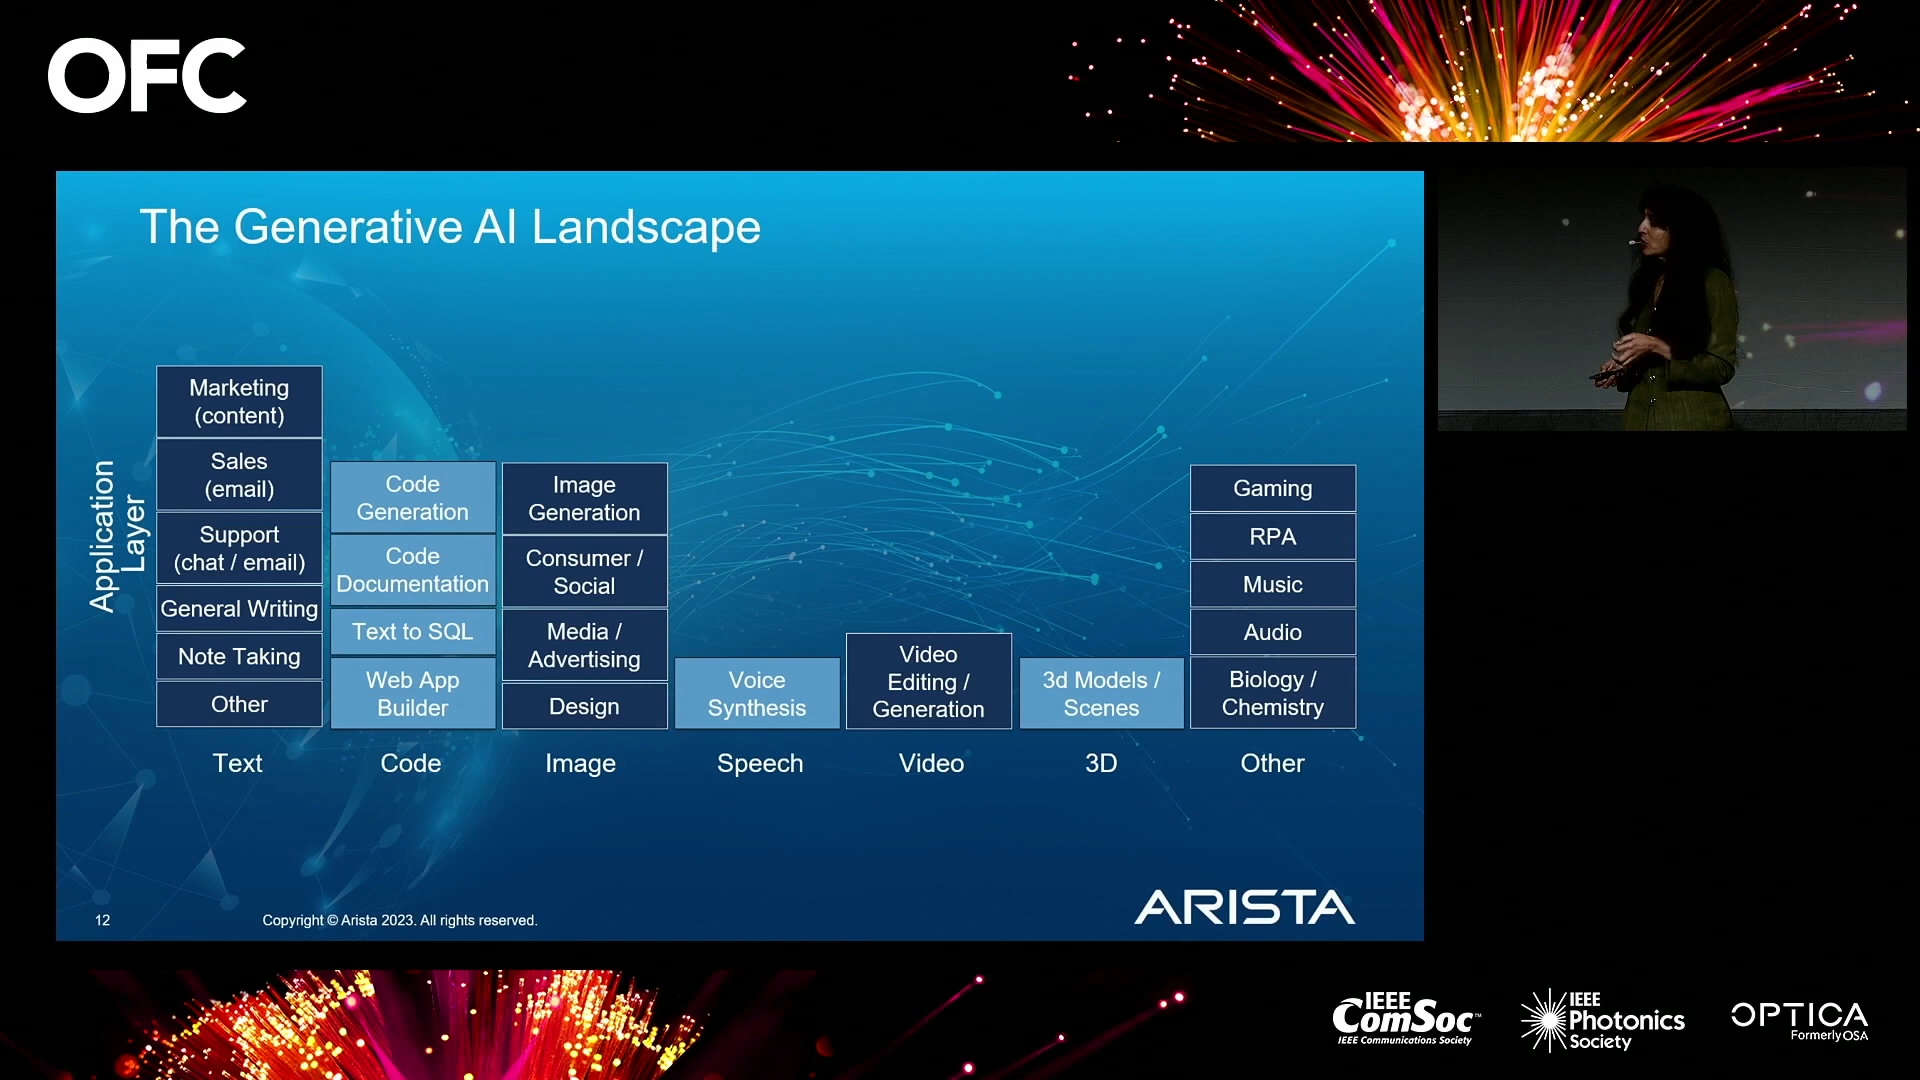 OFC
The Generative AI Landscape
Application
Layer
Marketing
(content)
Sales
(email)
Support
(chat / email)
General Writing
Note Taking
Other
Text
Code
Generation
Code
Documentation
Text to SQL
Web App
Builder
Code
Image
Generation
Consumer /
Social
Media /
Advertising
Design
Image
Voice
Synthesis
Speech
Video
Editing /
Generation
Video
3d Models /
Scenes
3D
Gaming
RPA
Music
Audio
Biology /
Chemistry
Other
12
Copyright © Arista 2023. All rights reserved.
ARISTA
IEEE
ComSoc™
IEEE Communications Society
IEEE
Photonics
Society
OPTICA
Formerly OSA